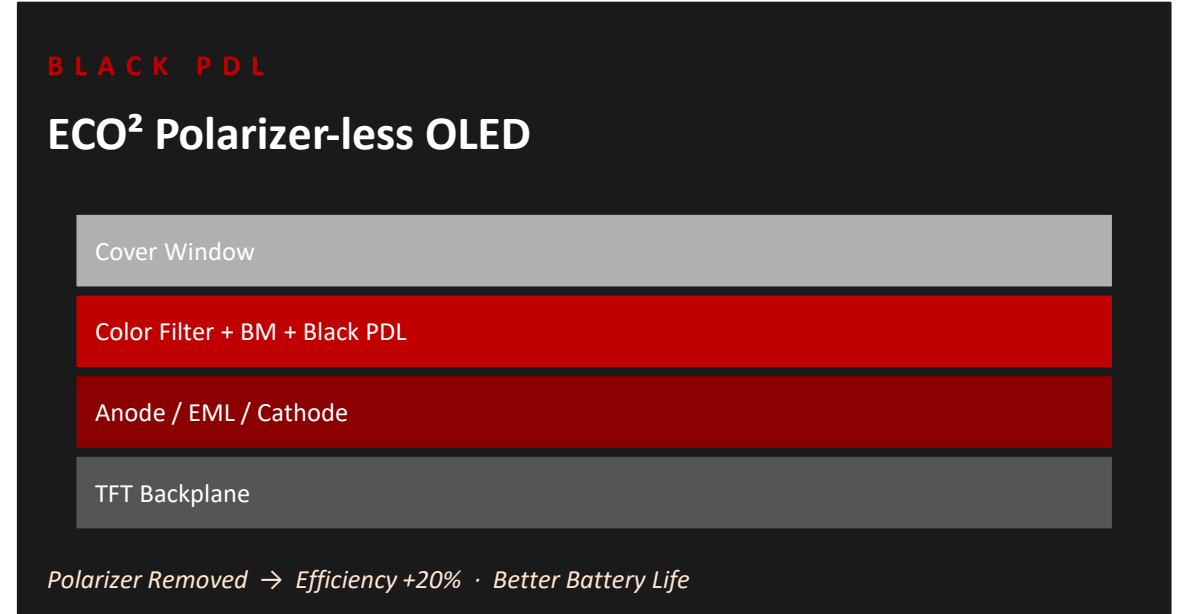 BLACK PDL
ECO² Polarizer-less OLED
Cover Window
Color Filter + BM + Black PDL
Anode / EML / Cathode
TFT Backplane
Polarizer Removed → Efficiency +20% · Better Battery Life